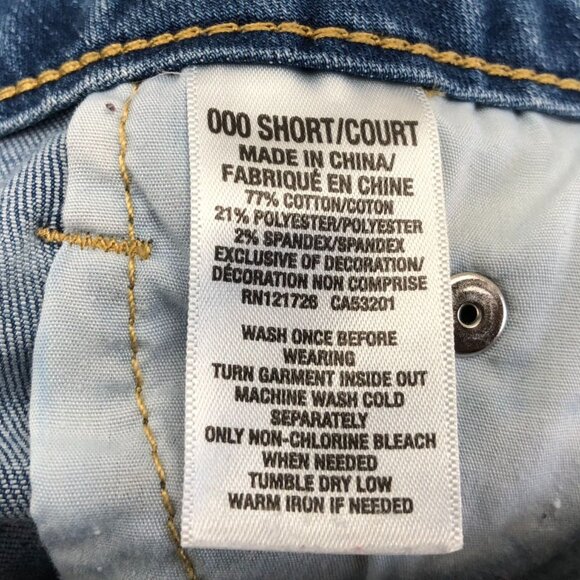 000 SHORT/COURT
MADE IN CHINA/
FABRIQUÉ EN CHINE
77% COTTON/COTON
21% POLYESTER/POLYESTER
2% SPANDEX/SPANDEX
EXCLUSIVE OF DECORATION/
DÉCORATION NON COMPRISE
RN121726 CA53201
WASH ONCE BEFORE
WEARING
TURN GARMENT INSIDE OUT
MACHINE WASH COLD
SEPARATELY
ONLY NON-CHLORINE BLEACH
WHEN NEEDED
TUMBLE DRY LOW
WARM IRON IF NEEDED